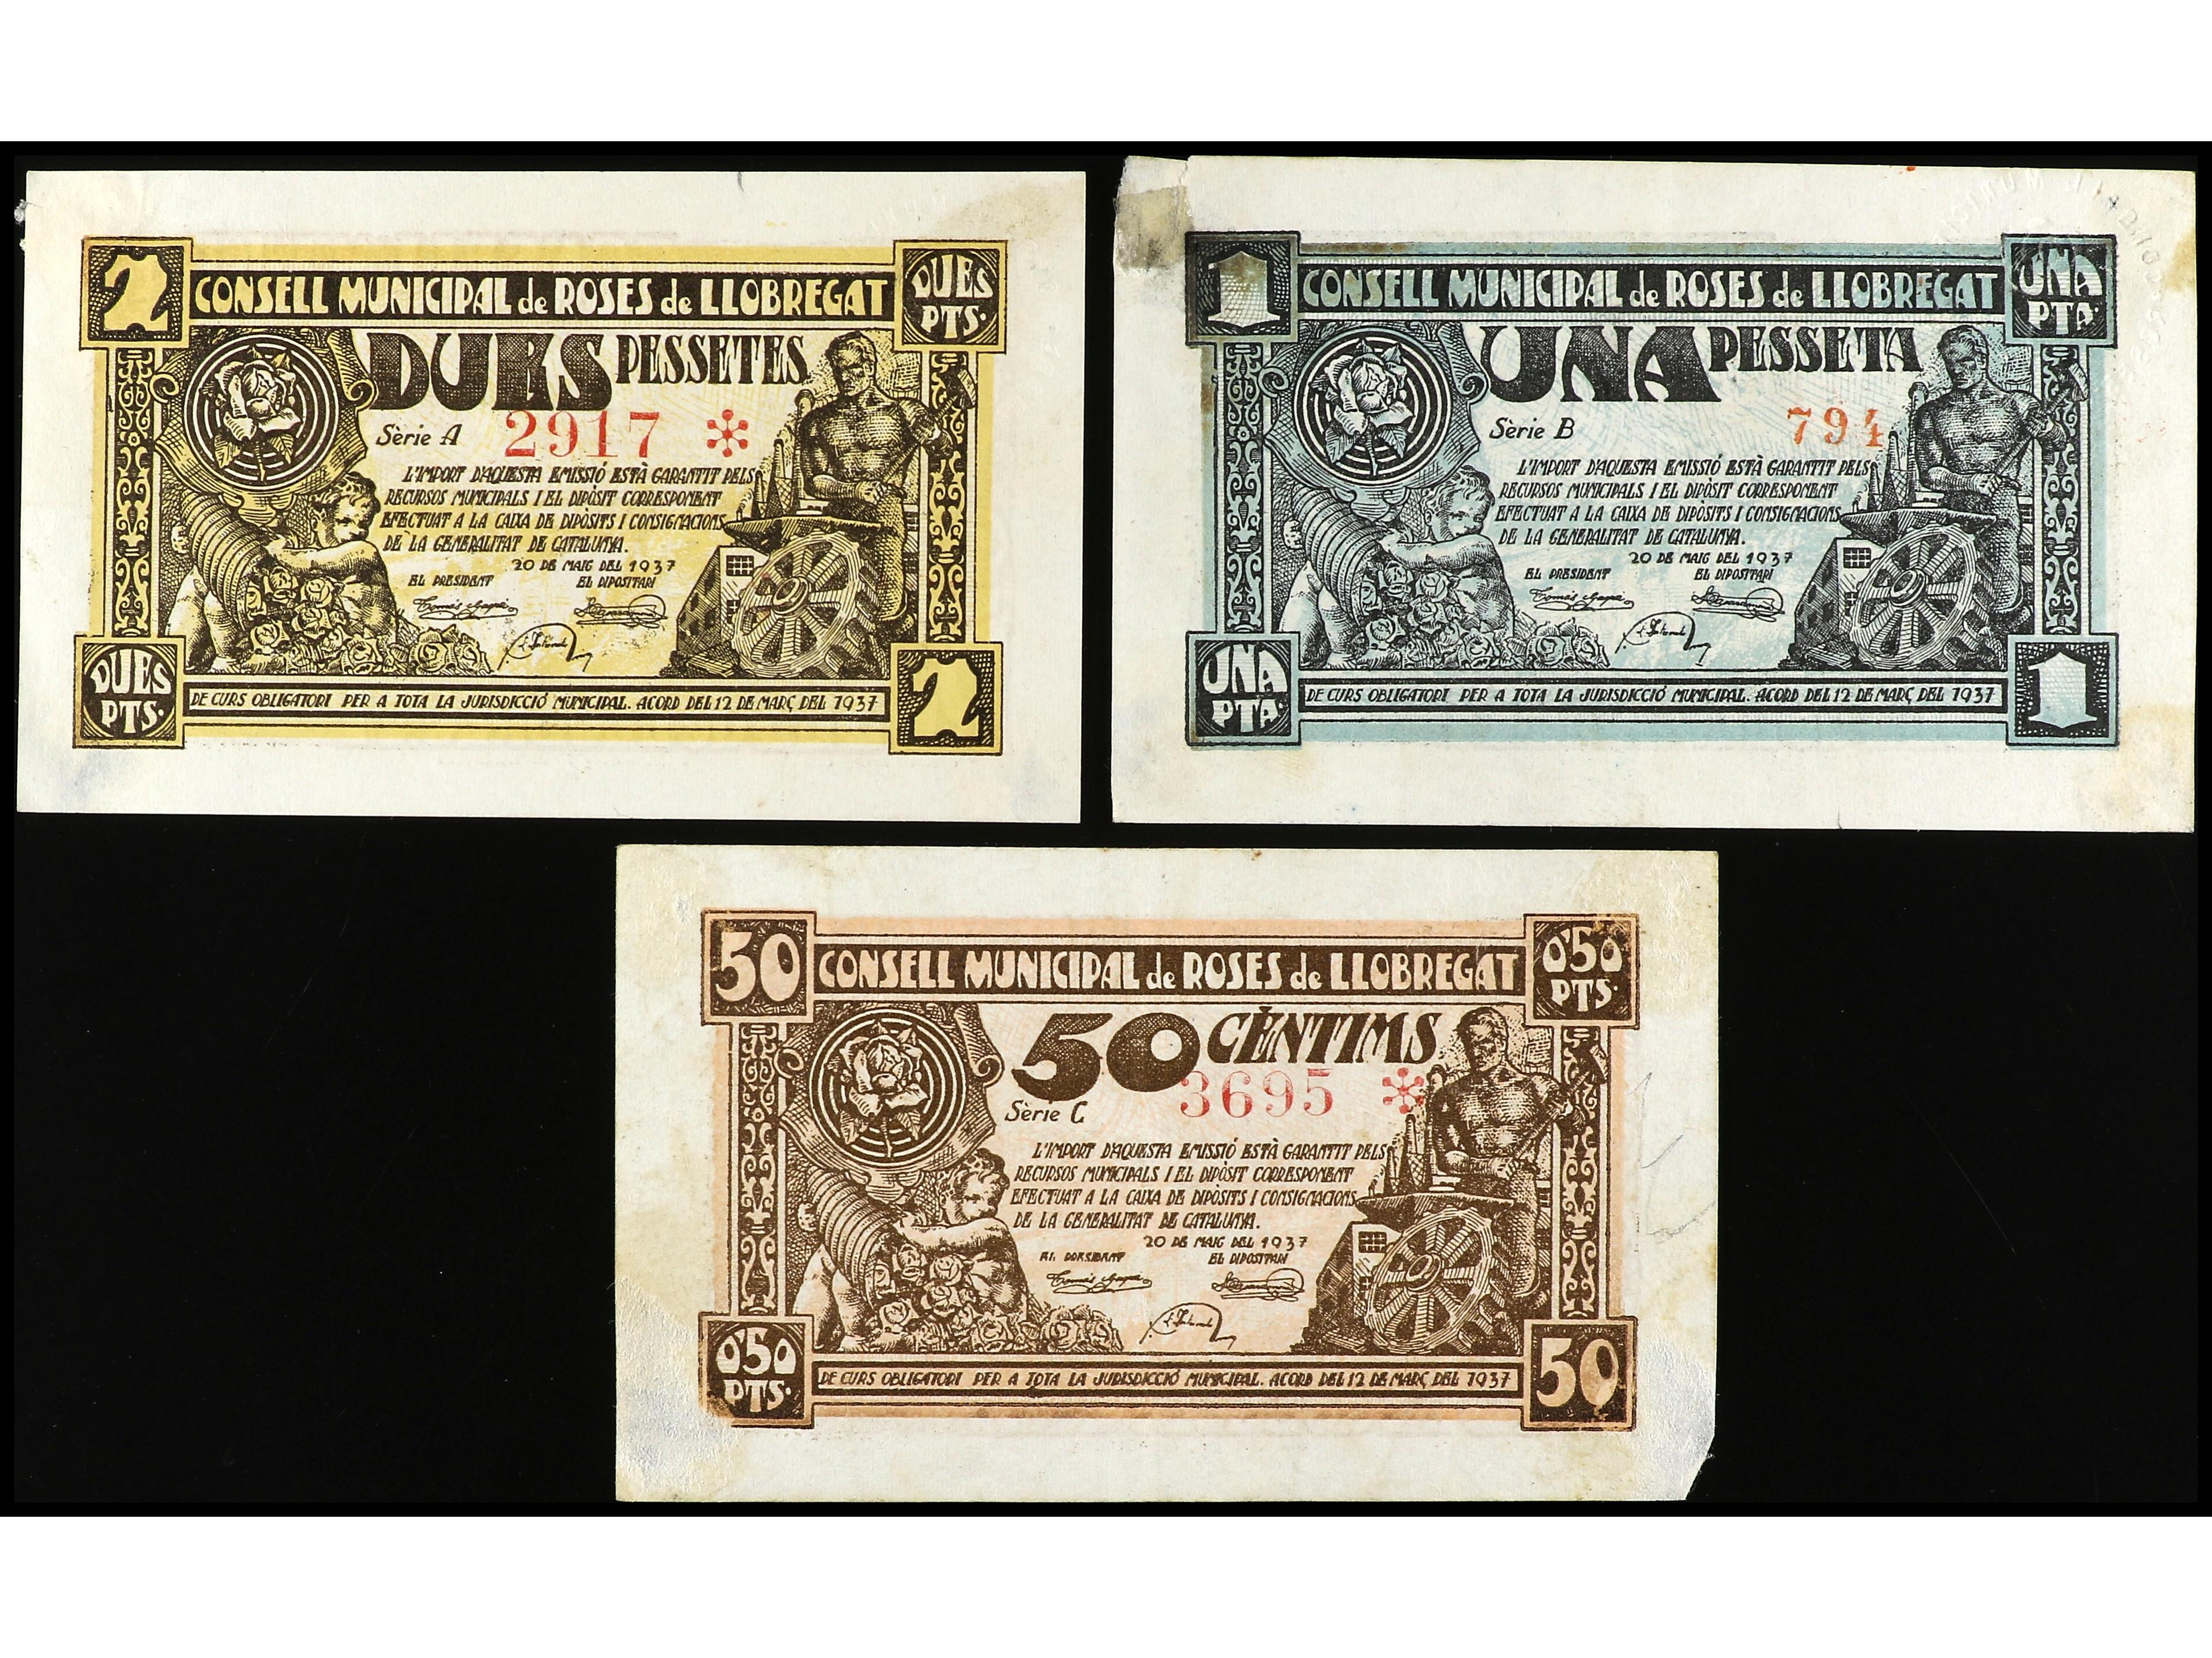 2
CONSELL MUNICIPAL de ROSES de LLOBREGAT
DUES
PTS.
DUES PESSETES
Sèrie A
2917
L'IMPORT D'AQUESTA EMISSIÓ ESTÀ GARANTIT PELS
RECURSOS MUNICIPALS I EL DIPÒSIT CORRESPONENT
EFECTUAT A LA CAIXA DE DIPÒSITS I CONSIGNACIONS
DE LA GENERALITAT DE CATALUNYA.
20 DE MAIG DEL 1937
EL PRESIDENT EL DIPOSITARI
DUES
PTS.
DE CURS OBLIGATORI PER A TOTA LA JURISDICCIÓ MUNICIPAL. ACORD DEL 12 DE MARÇ DEL 1937
2
1
CONSELL MUNICIPAL de ROSES de LLOBREGAT
UNA
PTA.
UNA PESSETA
Sèrie B
794
L'IMPORT D'AQUESTA EMISSIÓ ESTÀ GARANTIT PELS
RECURSOS MUNICIPALS I EL DIPÒSIT CORRESPONENT
EFECTUAT A LA CAIXA DE DIPÒSITS I CONSIGNACIONS
DE LA GENERALITAT DE CATALUNYA.
20 DE MAIG DEL 1937
EL PRESIDENT EL DIPOSITARI
UNA
PTA.
DE CURS OBLIGATORI PER A TOTA LA JURISDICCIÓ MUNICIPAL. ACORD DEL 12 DE MARÇ DEL 1937
1
50
CONSELL MUNICIPAL de ROSES de LLOBREGAT
0'50
PTS.
50 CÈNTIMS
Sèrie C
3695
L'IMPORT D'AQUESTA EMISSIÓ ESTÀ GARANTIT PELS
RECURSOS MUNICIPALS I EL DIPÒSIT CORRESPONENT
EFECTUAT A LA CAIXA DE DIPÒSITS I CONSIGNACIONS
DE LA GENERALITAT DE CATALUNYA.
20 DE MAIG DEL 1937
EL PRESIDENT EL DIPOSITARI
0'50
PTS.
DE CURS OBLIGATORI PER A TOTA LA JURISDICCIÓ MUNICIPAL. ACORD DEL 12 DE MARÇ DEL 1937
50